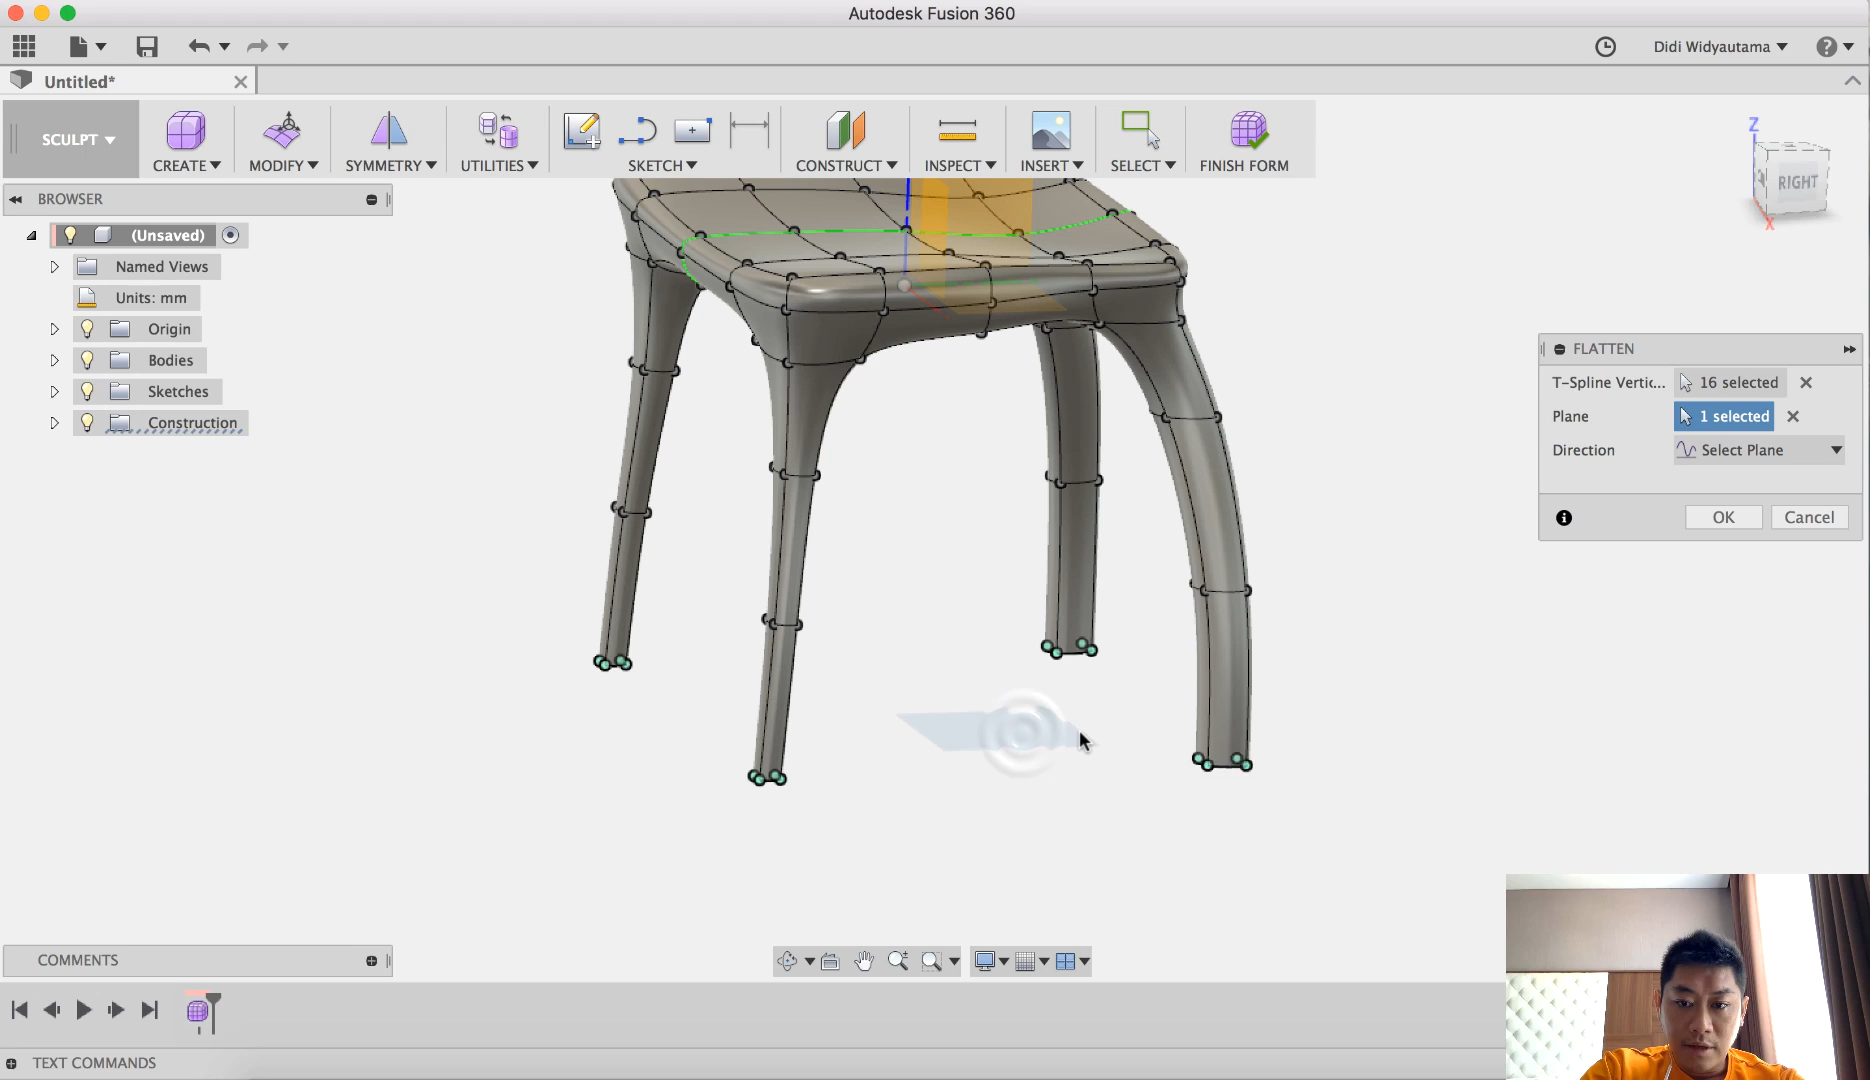 Autodesk Fusion 360
Didi Widyautama
Untitled*
SCULPT
CREATE
MODIFY
SYMMETRY
UTILITIES
SKETCH
CONSTRUCT
INSPECT
INSERT
SELECT
FINISH FORM
Z
RIGHT
X
BROWSER
(Unsaved)
Named Views
Units: mm
Origin
Bodies
Sketches
Construction
FLATTEN
T-Spline Vertic... 16 selected
Plane 1 selected
Direction Select Plane
OK Cancel
COMMENTS
TEXT COMMANDS